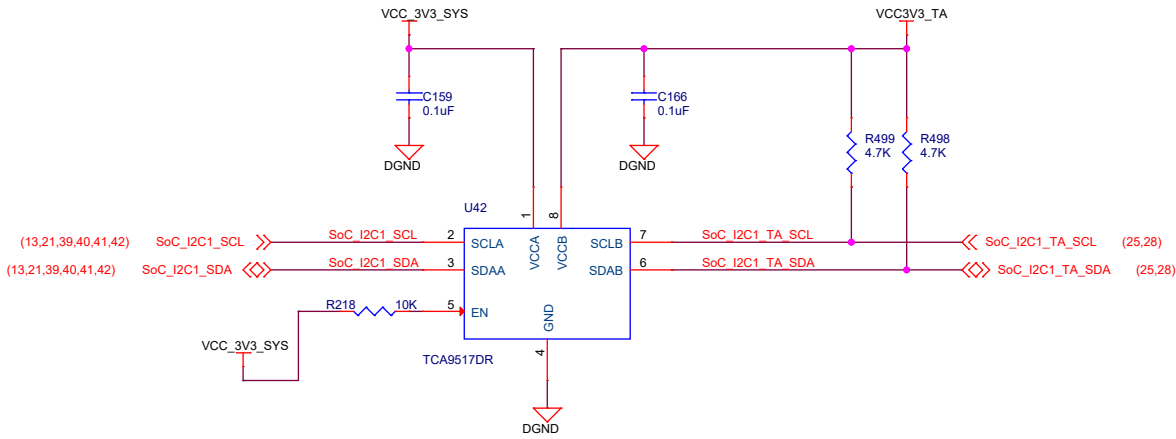 VCC_3V3_SYS
VCC3V3_TA
C159
0.1uF
C166
0.1uF
R499
4.7K
R498
4.7K
DGND
DGND
U42
1
8
VCCA
VCCB
(13,21,39,40,41,42) SoC_I2C1_SCL SoC_I2C1_SCL 2 SCLA SCLB 7 SoC_I2C1_TA_SCL SoC_I2C1_TA_SCL (25,28)
(13,21,39,40,41,42) SoC_I2C1_SDA SoC_I2C1_SDA 3 SDAA SDAB 6 SoC_I2C1_TA_SDA SoC_I2C1_TA_SDA (25,28)
R218 10K 5 EN
GND
VCC_3V3_SYS
4
TCA9517DR
DGND